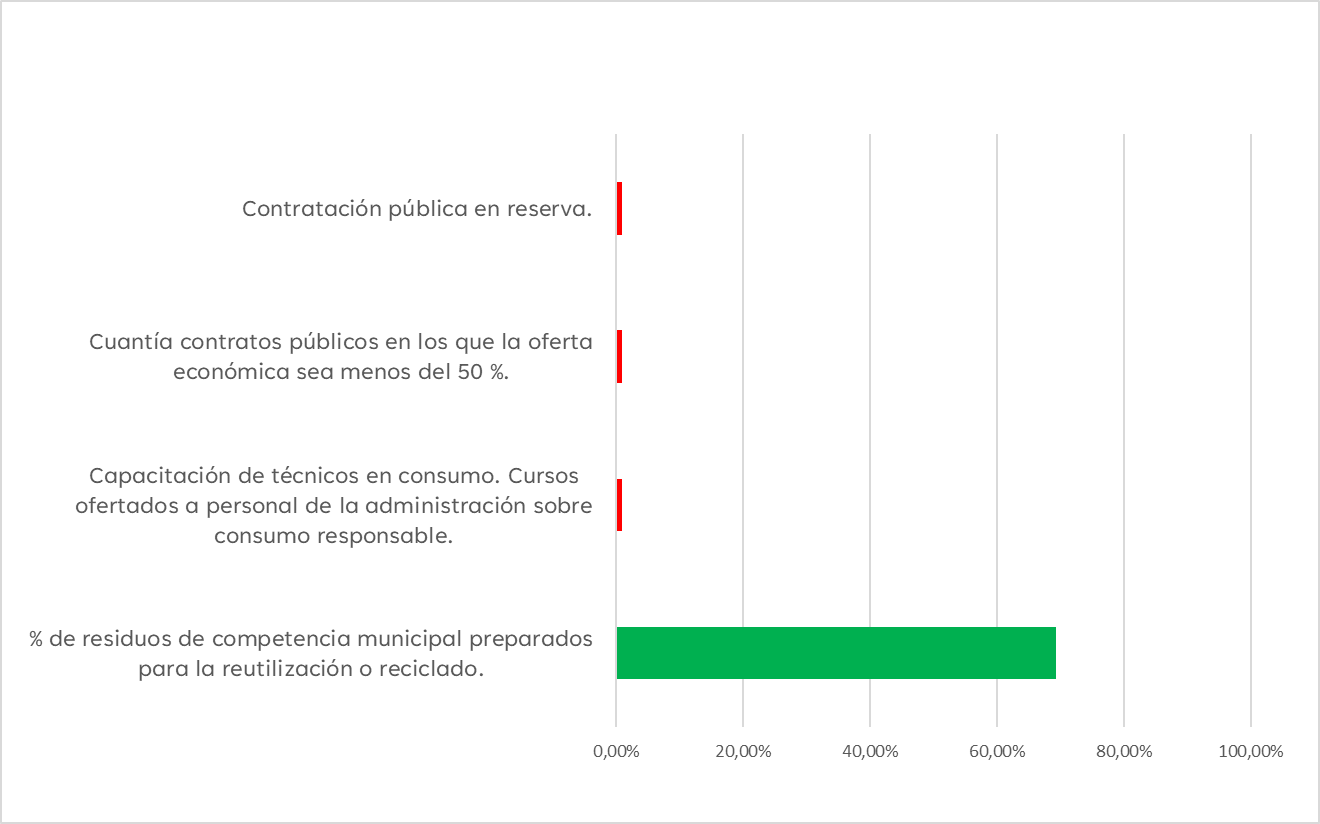 Contratación pública en reserva.
Cuantía contratos públicos en los que la oferta
económica sea menos del 50 %.
Capacitación de técnicos en consumo. Cursos
ofertados a personal de la administración sobre
consumo responsable.
% de residuos de competencia municipal preparados
para la reutilización o reciclado.
0,00% 20,00% 40,00% 60,00% 80,00% 100,00%